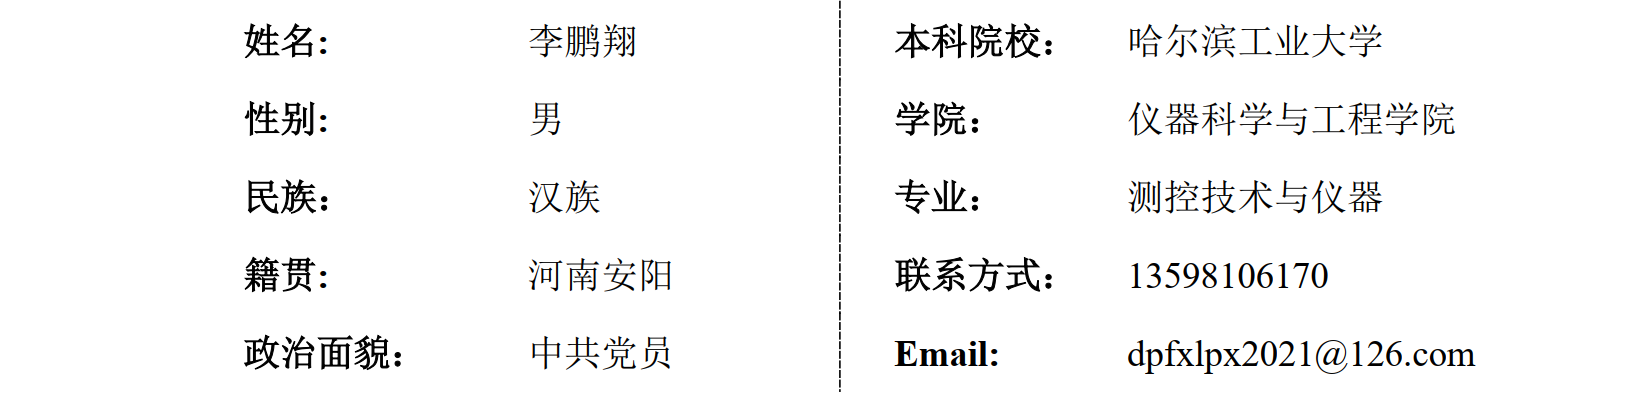 姓名: 李鹏翔
性别: 男
民族： 汉族
籍贯: 河南安阳
政治面貌： 中共党员
本科院校： 哈尔滨工业大学
学院： 仪器科学与工程学院
专业： 测控技术与仪器
联系方式： 13598106170
Email: dpfxlpx2021@126.com